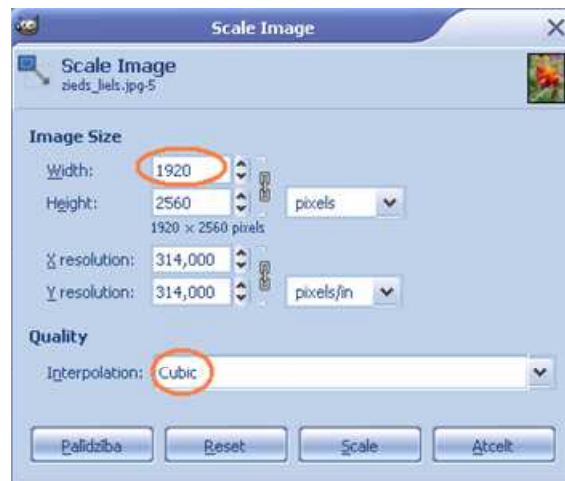 Scale Image
Scale Image
zieds_liels.jpg-5
Image Size
Width: 1920
Height: 2560 pixels
1920 × 2560 pixels
X resolution: 314,000
Y resolution: 314,000 pixels/in
Quality
Interpolation: Cubic
Palīdzība Reset Scale Atcelt